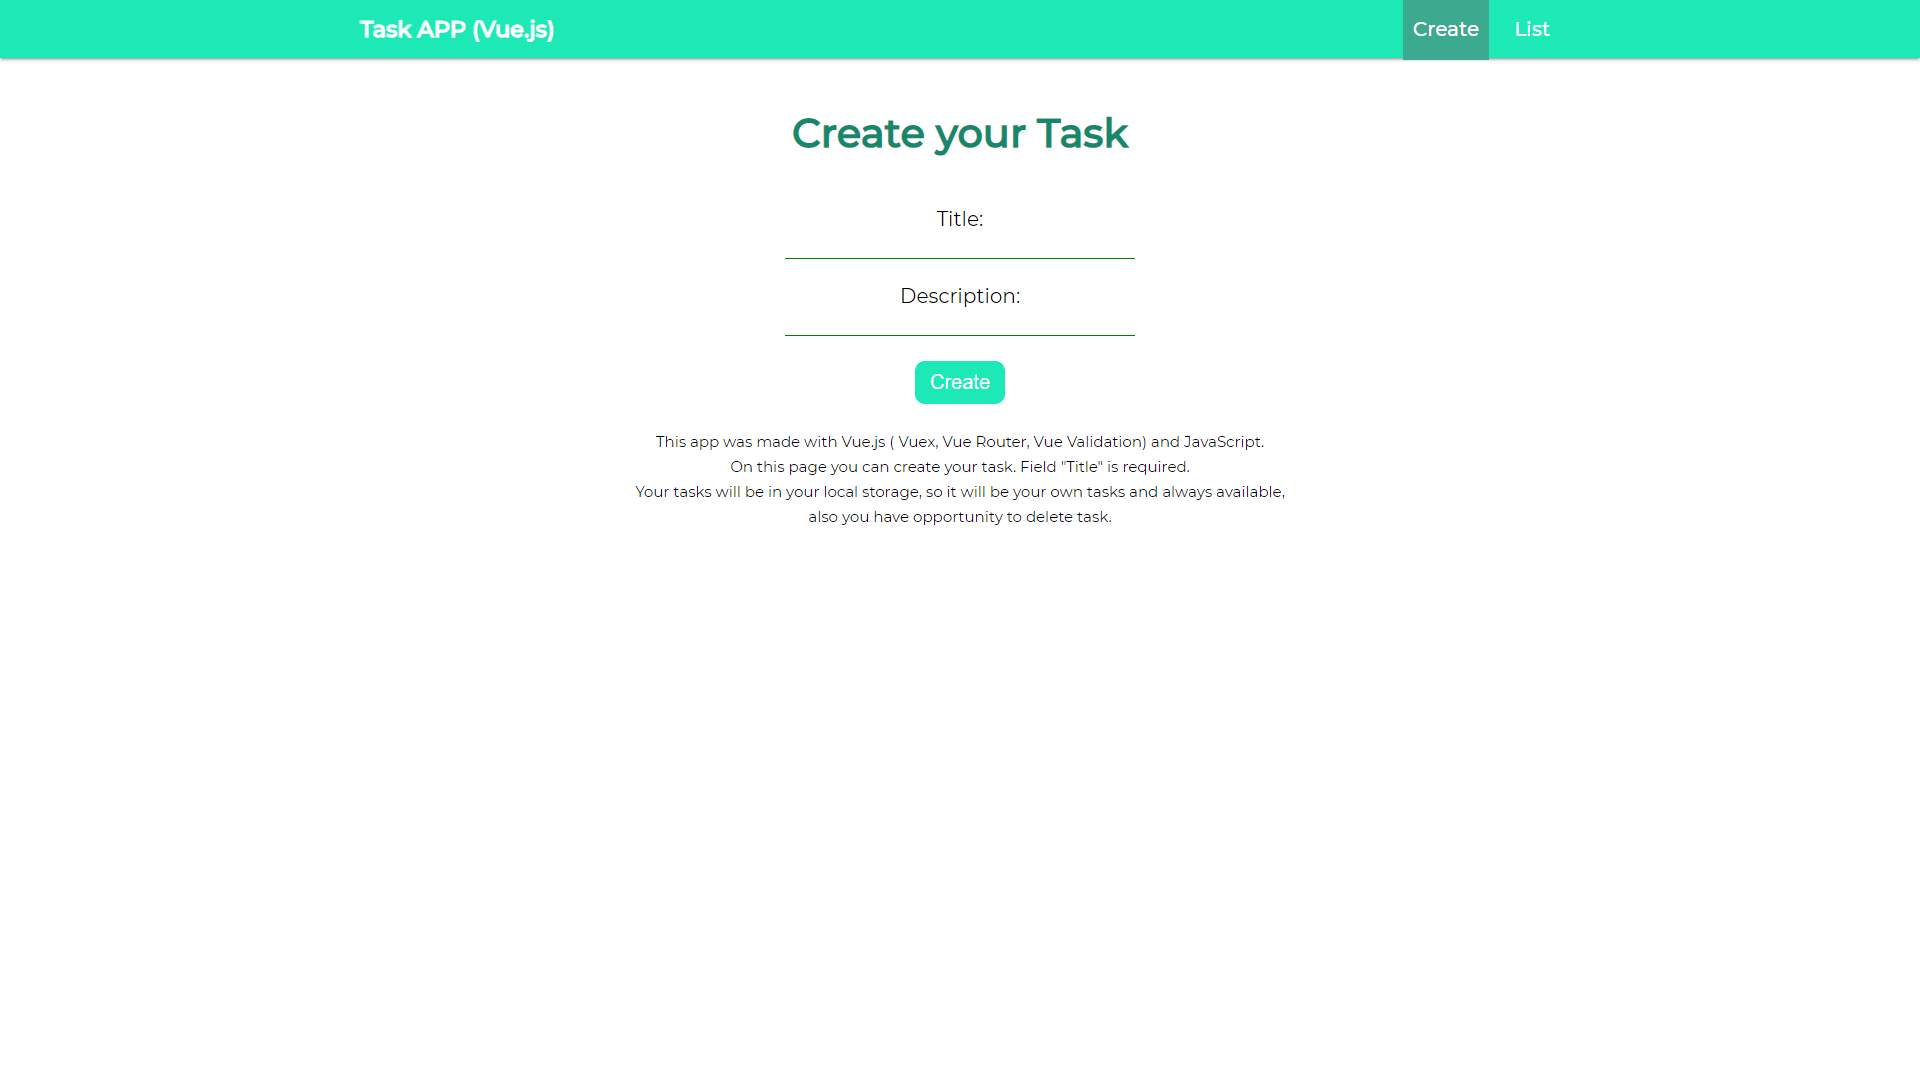 Task APP (Vue.js)
Create
List
Create your Task
Title:
Description:
Create
This app was made with Vue.js ( Vuex, Vue Router, Vue Validation) and JavaScript.
On this page you can create your task. Field "Title" is required.
Your tasks will be in your local storage, so it will be your own tasks and always available,
also you have opportunity to delete task.